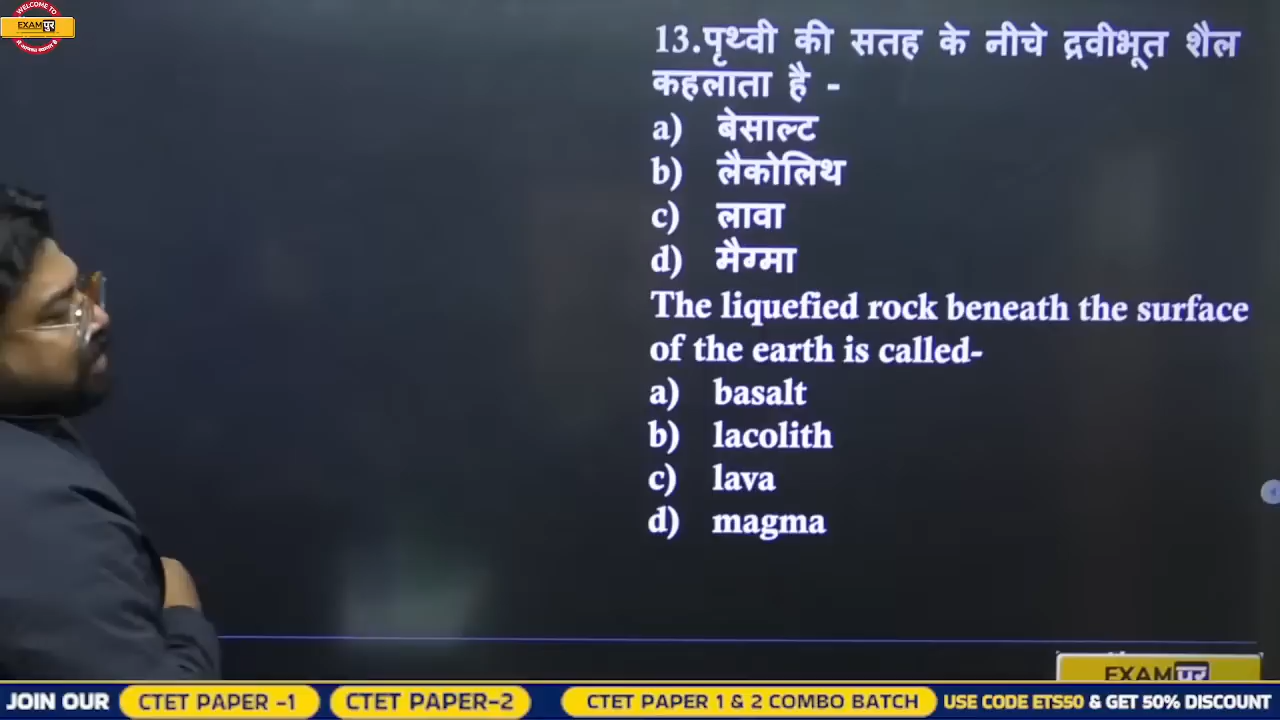 WELCOME TO
EXAMपुर
13.पृथ्वी की सतह के नीचे द्रवीभूत शैल
कहलाता है -
a) बेसाल्ट
b) लैकोलिथ
c) लावा
d) मैग्मा
The liquefied rock beneath the surface
of the earth is called-
a) basalt
b) lacolith
c) lava
d) magma
EXAMपुर
JOIN OUR CTET PAPER -1 CTET PAPER-2 CTET PAPER 1 & 2 COMBO BATCH USE CODE ETS50 & GET 50% DISCOUNT